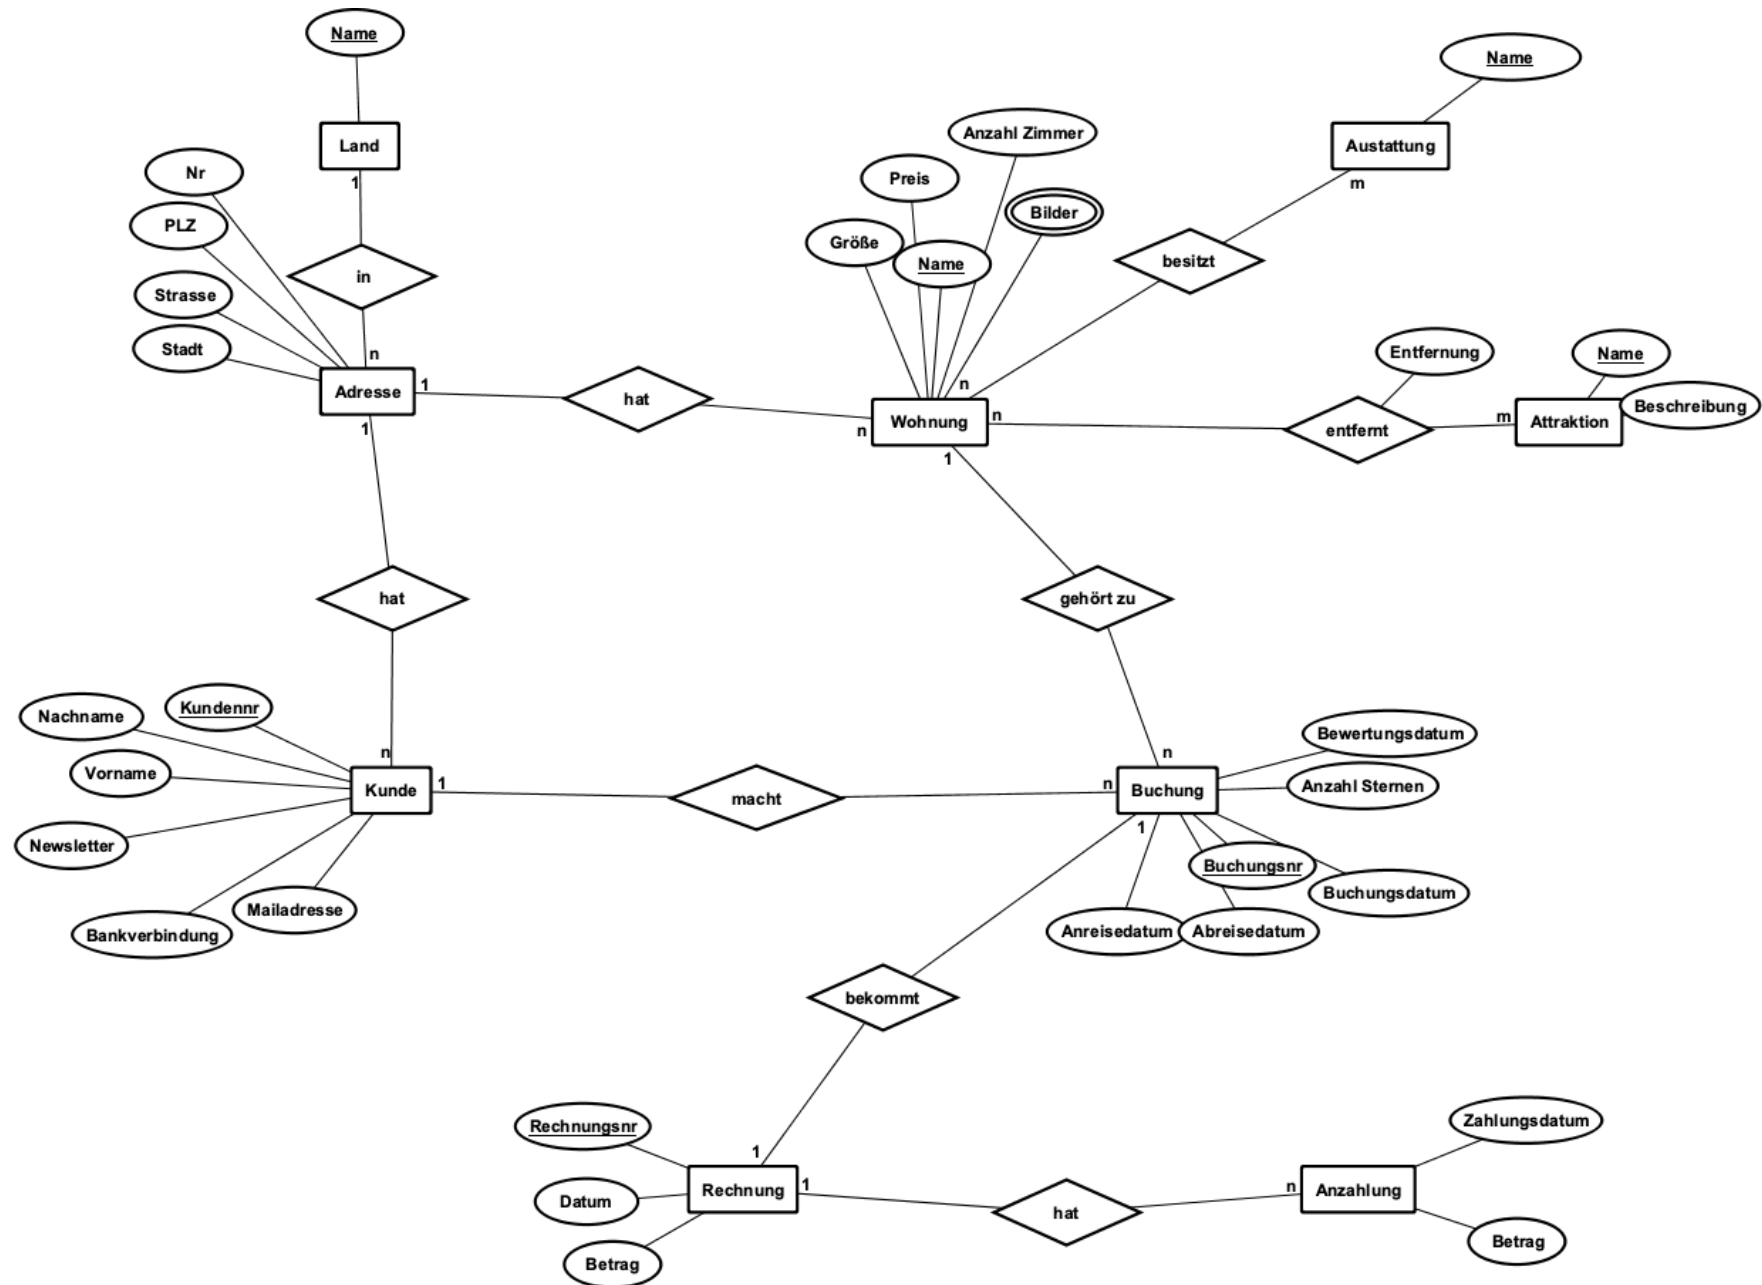 Name
Name
Anzahl Zimmer
Land
Austattung
1
m
Nr
Preis
PLZ
Bilder
Größe
Name
besitzt
in
Strasse
Stadt
n
Entfernung
Name
Adresse
1
hat
n
Wohnung
n
entfernt
m
Attraktion
Beschreibung
1
n
1
hat
gehört zu
Nachname
Kundennr
Vorname
n
n
Bewertungsdatum
Kunde
1
macht
n
Buchung
Anzahl Sternen
1
Newsletter
Mailadresse
Bankverbindung
Buchungsnr
Buchungsdatum
Anreisedatum
Abreisedatum
bekommt
Rechnungsnr
1
Zahlungsdatum
Rechnung
1
hat
n
Anzahlung
Datum
Betrag
Betrag